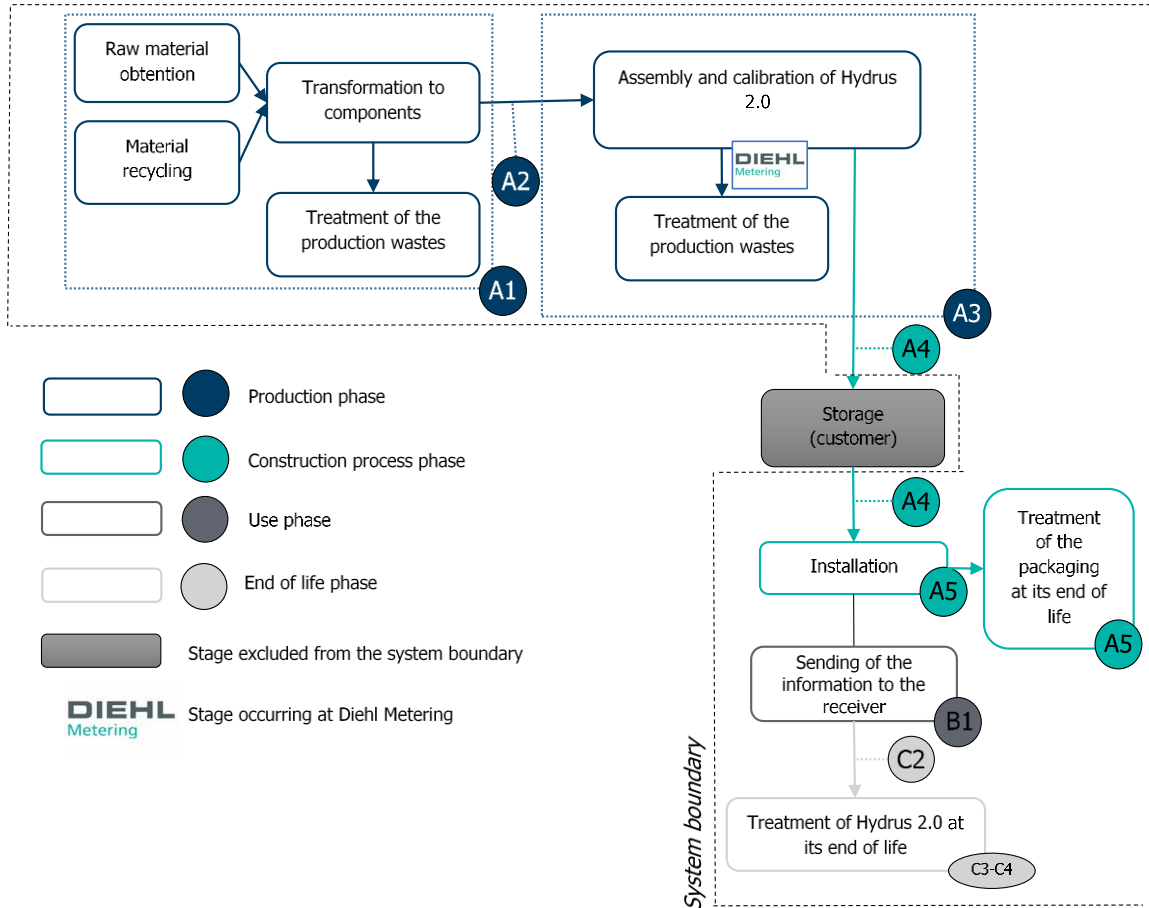 Raw material
obtention
Material
recycling
Transformation to
components
Treatment of the
production wastes
A1
A2
Assembly and calibration of Hydrus
2.0
DIEHL
Metering
Treatment of the
production wastes
A3
A4
Storage
(customer)
A4
Installation
A5
Treatment
of the
packaging
at its end of
life
A5
Sending of the
information to the
receiver
B1
C2
Treatment of Hydrus 2.0 at
its end of life
C3-C4
System boundary
Production phase
Construction process phase
Use phase
End of life phase
Stage excluded from the system boundary
DIEHL
Metering
Stage occurring at Diehl Metering